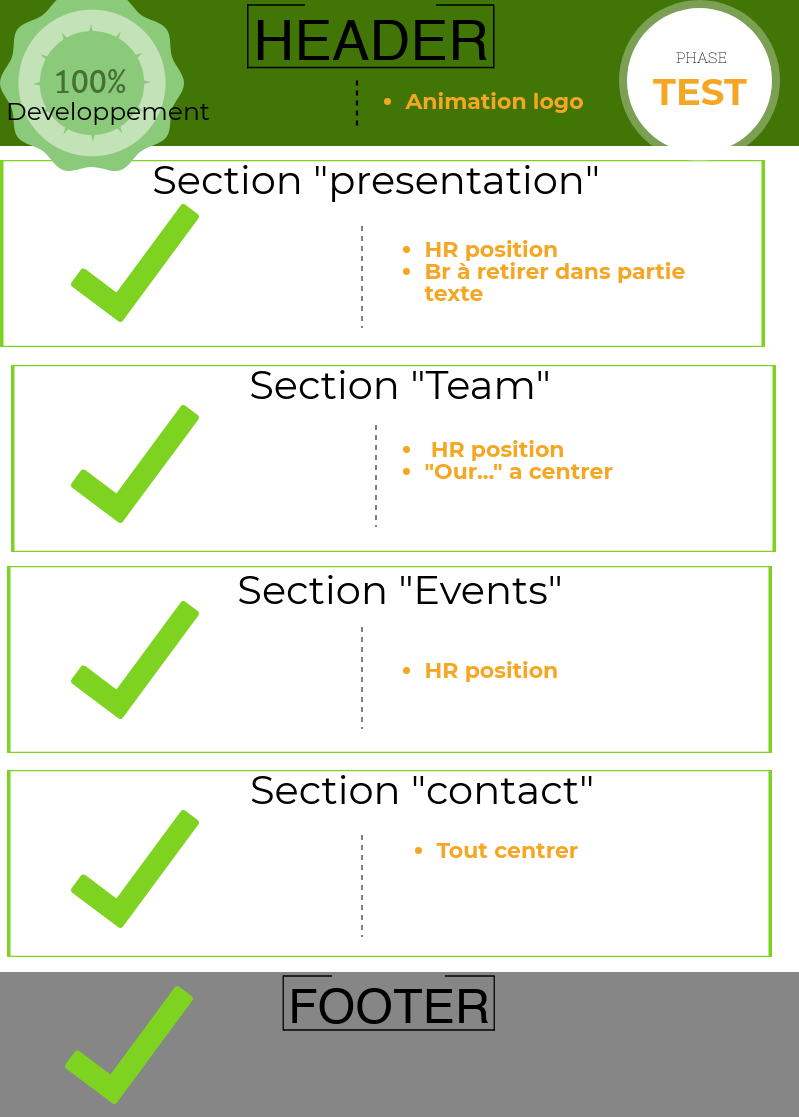 HEADER
100%
Developpement
PHASE
TEST
• Animation logo
Section "presentation"
• HR position
• Br à retirer dans partie
texte
Section "Team"
• HR position
• "Our..." a centrer
Section "Events"
• HR position
Section "contact"
• Tout centrer
FOOTER